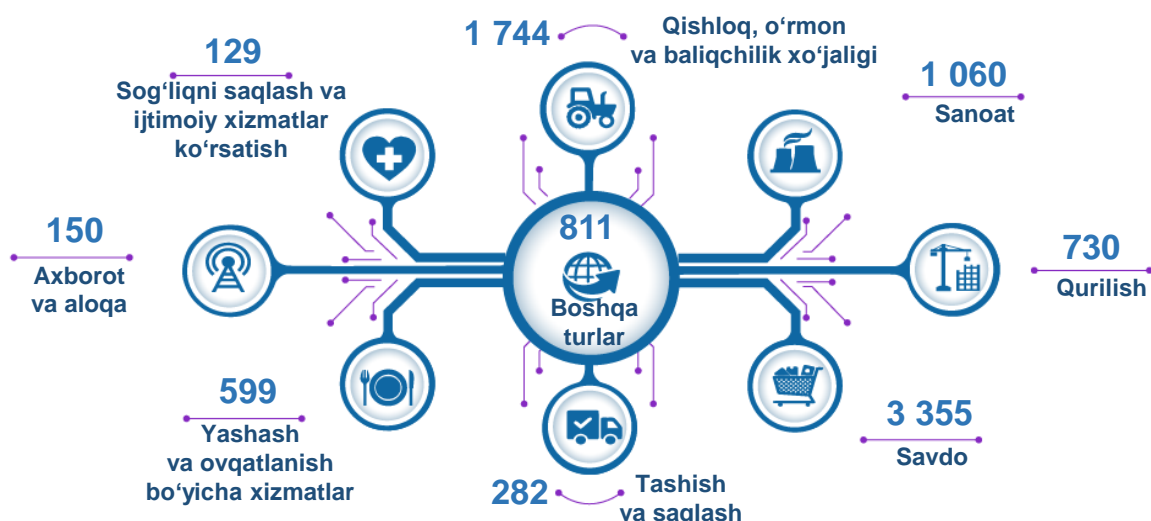 1 744
Qishloq, o‘rmon
va baliqchilik xo‘jaligi
129
Sog‘liqni saqlash va
ijtimoiy xizmatlar
ko‘rsatish
1 060
Sanoat
150
Axborot
va aloqa
811
Boshqa
turlar
730
Qurilish
599
Yashash
va ovqatlanish
bo‘yicha xizmatlar
3 355
Savdo
282
Tashish
va saqlash